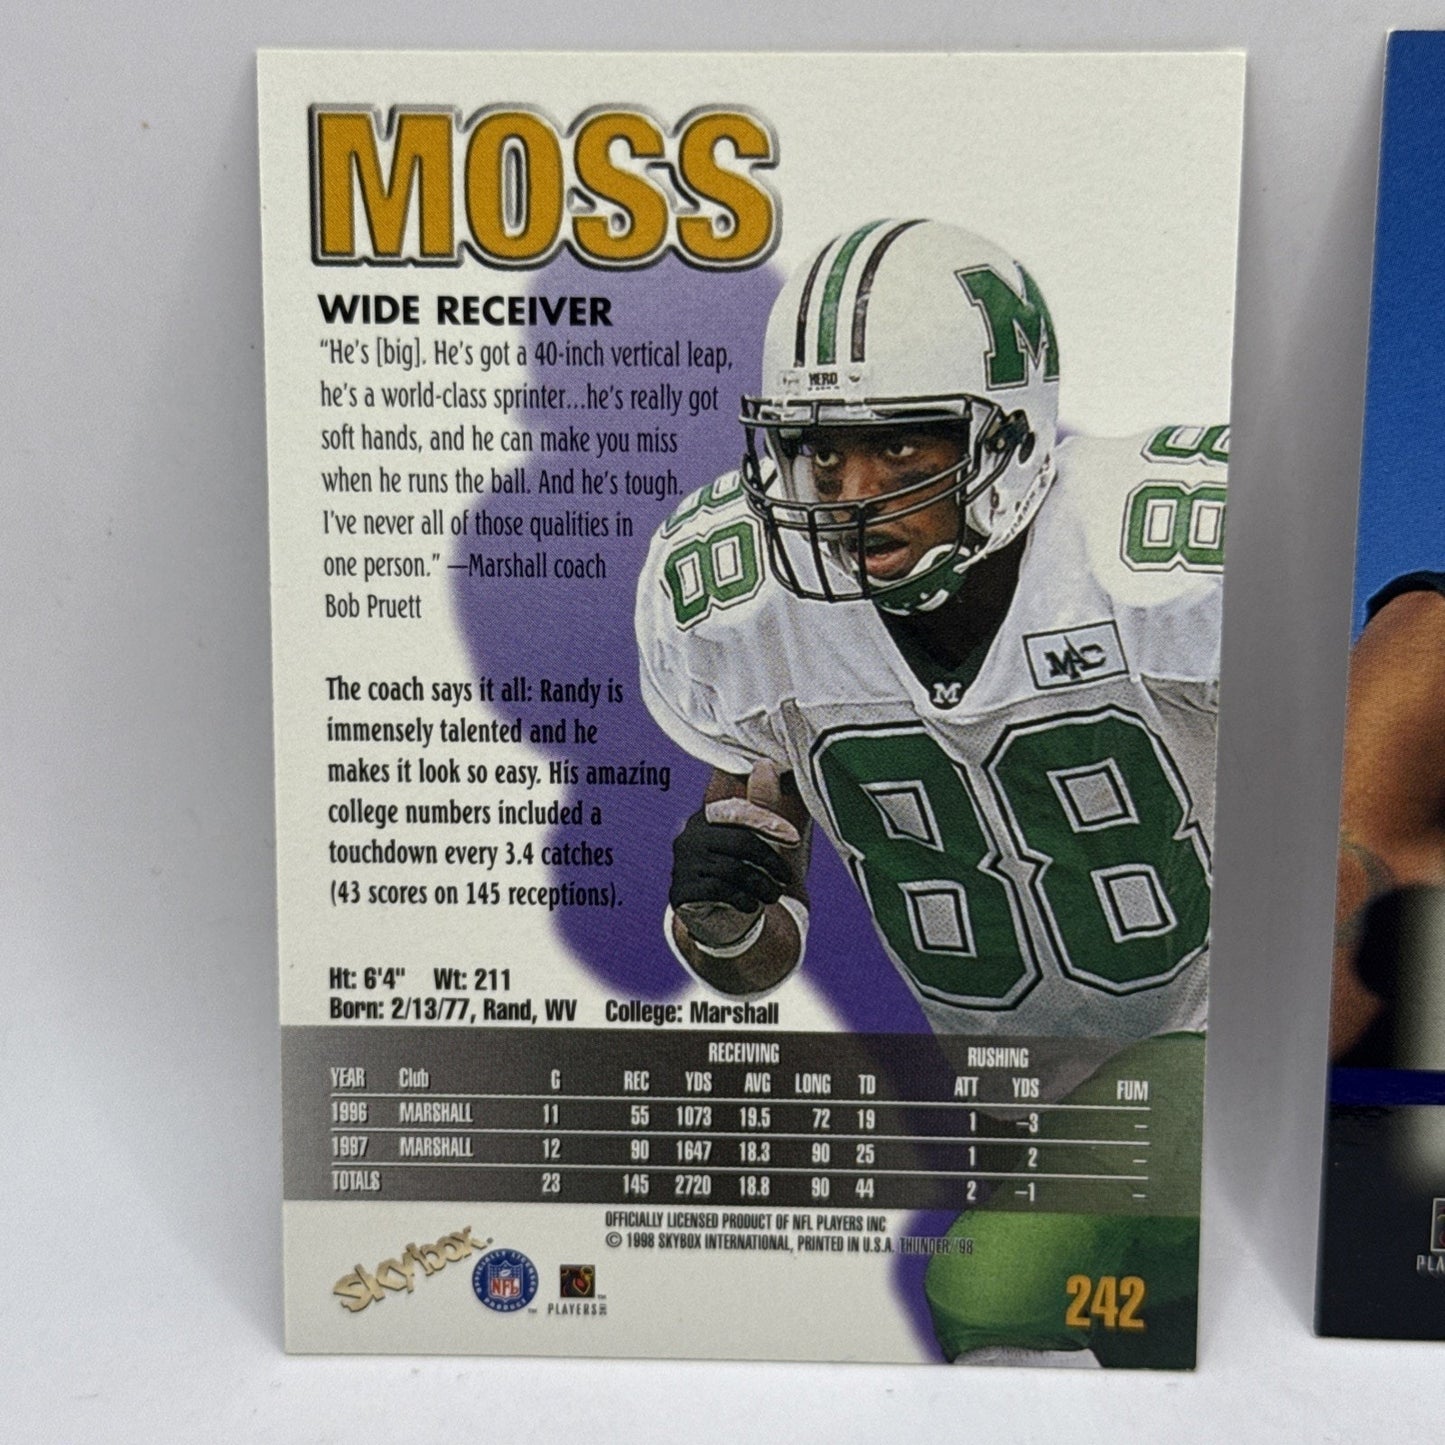 MOSS
WIDE RECEIVER
“He's [big]. He's got a 40-inch vertical leap,
he's a world-class sprinter...he's really got
soft hands, and he can make you miss
when he runs the ball. And he's tough.
I've never all of those qualities in
one person.” —Marshall coach
Bob Pruett
The coach says it all: Randy is
immensely talented and he
makes it look so easy. His amazing
college numbers included a
touchdown every 3.4 catches
(43 scores on 145 receptions).
Ht: 6'4" Wt: 211
Born: 2/13/77, Rand, WV College: Marshall
RECEIVING RUSHING
YEAR Club G REC YDS AVG LONG TD ATT YDS FUM
1996 MARSHALL 11 55 1073 19.5 72 19 1 –3 –
1997 MARSHALL 12 90 1647 18.3 90 25 1 2 –
TOTALS 23 145 2720 18.8 90 44 2 –1 –
OFFICIALLY LICENSED PRODUCT OF NFL PLAYERS INC
© 1998 SKYBOX INTERNATIONAL, PRINTED IN U.S.A. THUNDER '98
Skybox
OFFICIALLY LICENSED PRODUCT
NFL
PLAYERS INC
242
M
HERO
88
88
MAC
M
88
PLA